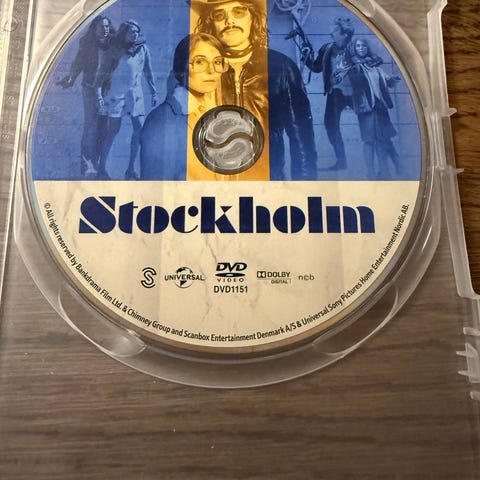 Stockholm
S
UNIVERSAL
DVD
VIDEO
DVD1151
DOLBY
DIGITAL
ncb
© All rights reserved by Bankdrama Film Ltd. & Chimney Group and Scanbox Entertainment Denmark A/S & Universal Sony Pictures Home Entertainment Nordic AB.